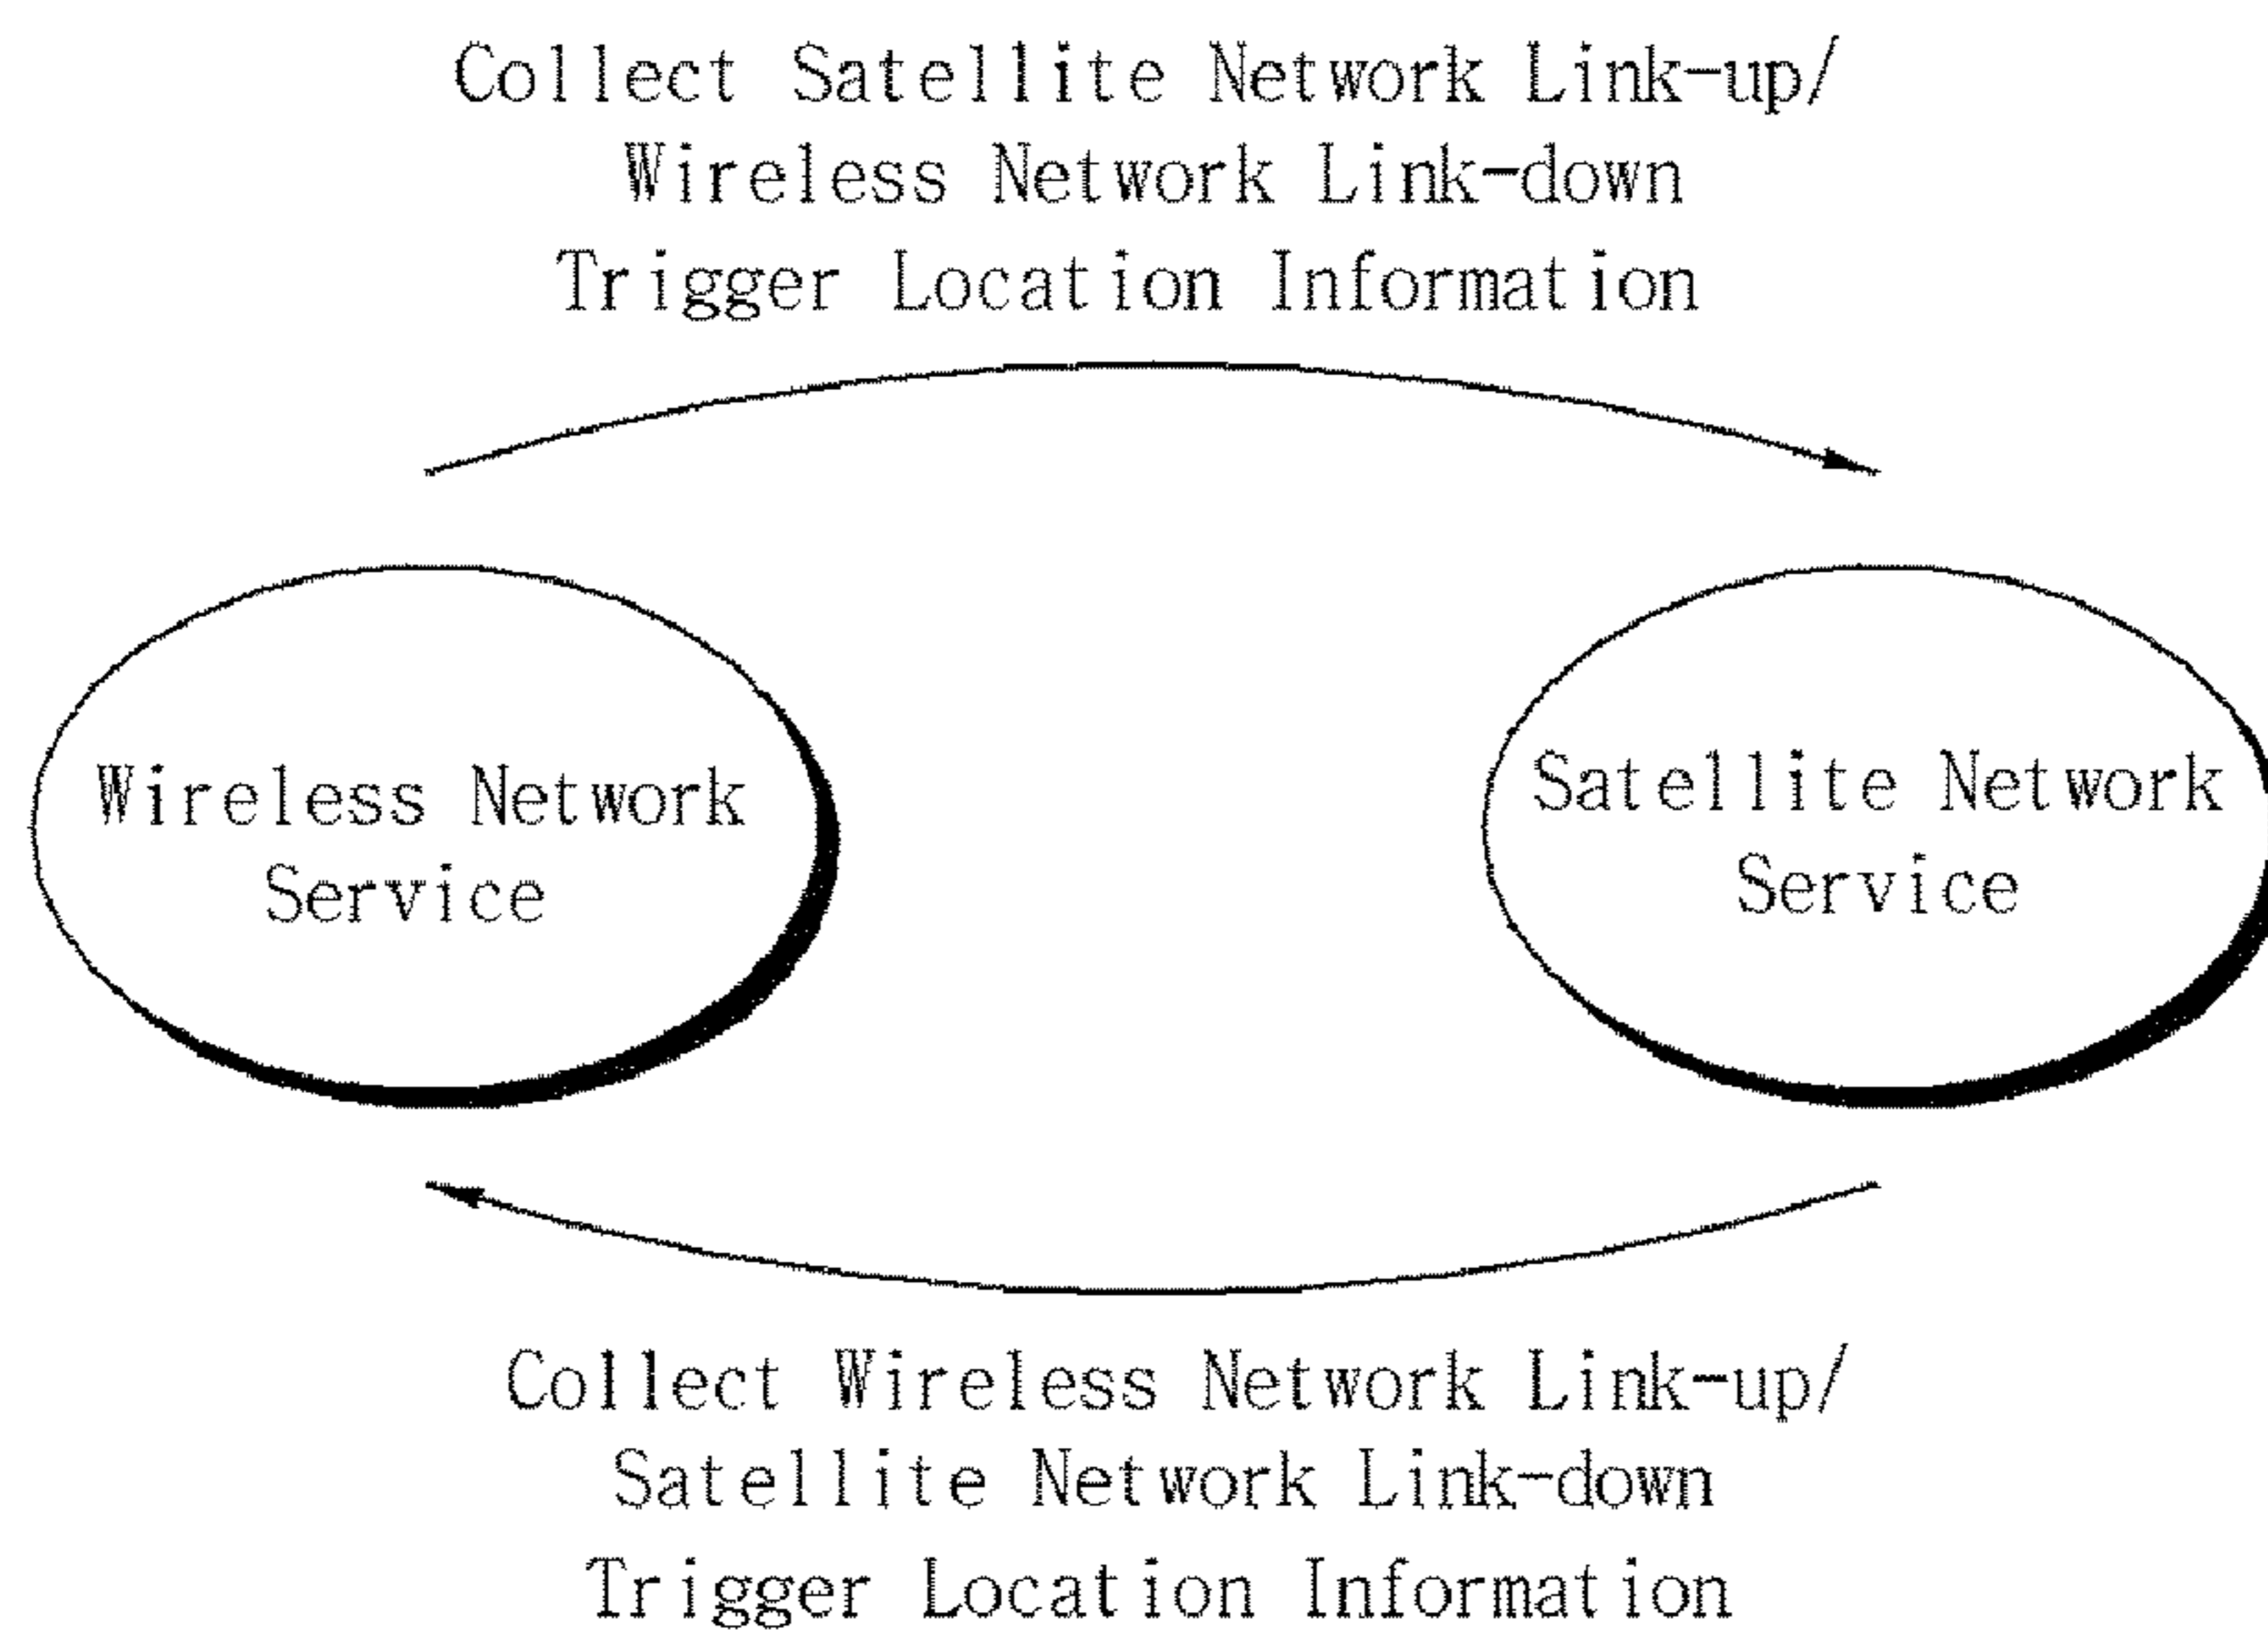 Collect Satellite Network Link-up/
Wireless Network Link-down
Trigger Location Information
Wireless Network
Service
Satellite Network
Service
Collect Wireless Network Link-up/
Satellite Network Link-down
Trigger Location Information